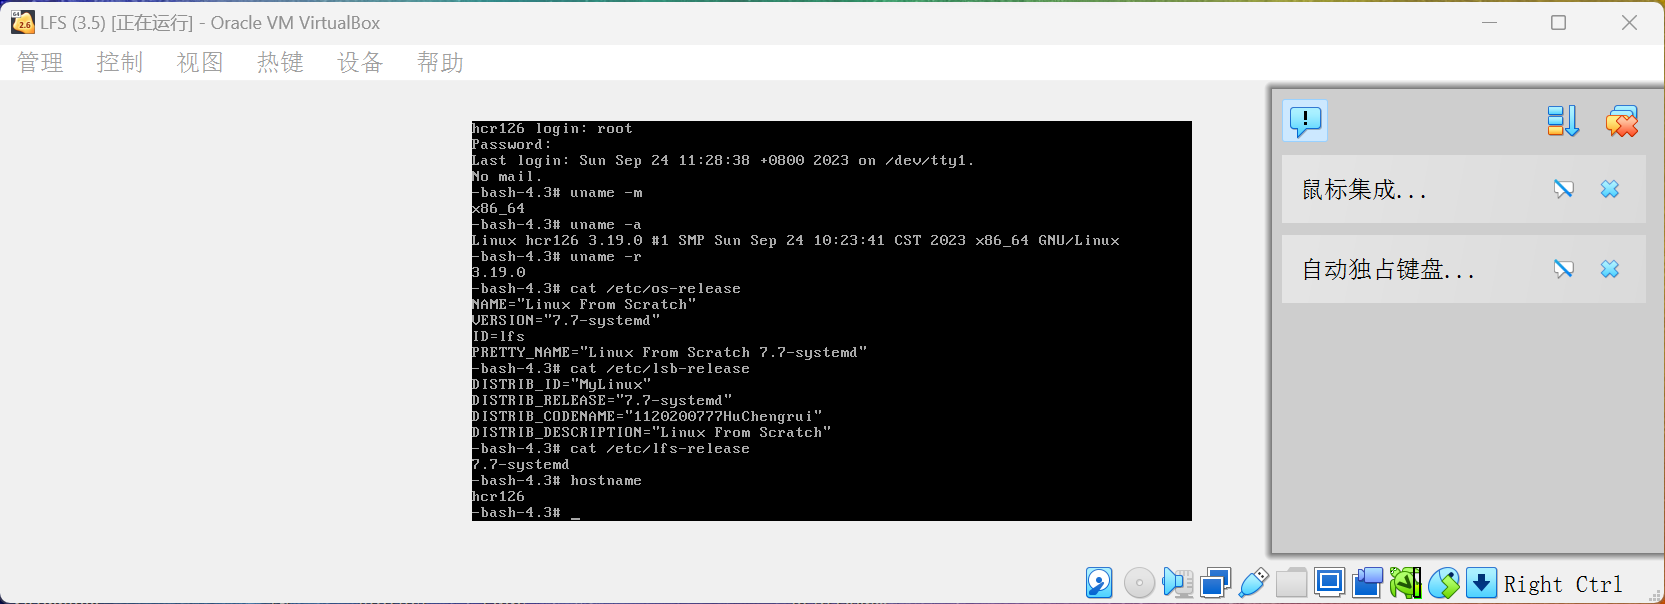 LFS (3.5) [正在运行] - Oracle VM VirtualBox
管理 控制 视图 热键 设备 帮助
hcr126 login: root
Password:
Last login: Sun Sep 24 11:28:38 +0800 2023 on /dev/tty1.
No mail.
-bash-4.3# uname -m
x86_64
-bash-4.3# uname -a
Linux hcr126 3.19.0 #1 SMP Sun Sep 24 10:23:41 CST 2023 x86_64 GNU/Linux
-bash-4.3# uname -r
3.19.0
-bash-4.3# cat /etc/os-release
NAME="Linux From Scratch"
VERSION="7.7-systemd"
ID=lfs
PRETTY_NAME="Linux From Scratch 7.7-systemd"
-bash-4.3# cat /etc/lsb-release
DISTRIB_ID="MyLinux"
DISTRIB_RELEASE="7.7-systemd"
DISTRIB_CODENAME="1120200777HuChengrui"
DISTRIB_DESCRIPTION="Linux From Scratch"
-bash-4.3# cat /etc/lfs-release
7.7-systemd
-bash-4.3# hostname
hcr126
-bash-4.3# _
鼠标集成...
自动独占键盘...
Right Ctrl